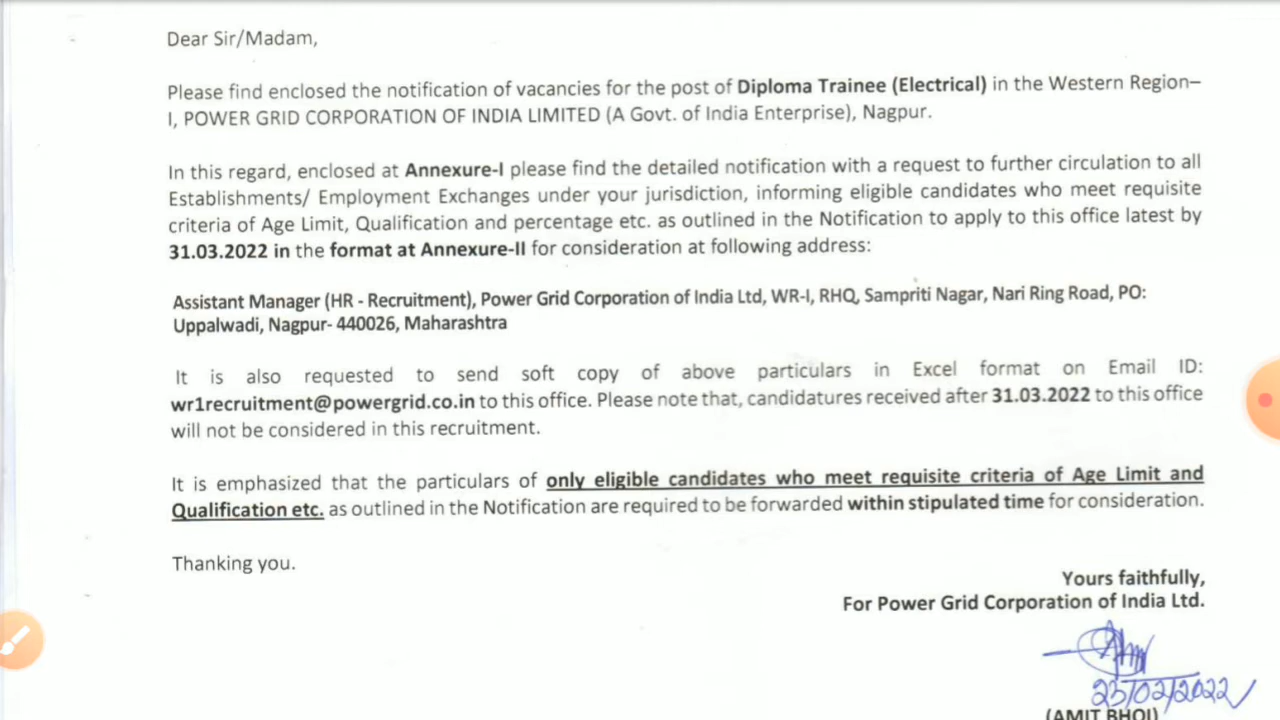 Dear Sir/Madam,
Please find enclosed the notification of vacancies for the post of Diploma Trainee (Electrical) in the Western Region–
I, POWER GRID CORPORATION OF INDIA LIMITED (A Govt. of India Enterprise), Nagpur.
In this regard, enclosed at Annexure-I please find the detailed notification with a request to further circulation to all
Establishments/ Employment Exchanges under your jurisdiction, informing eligible candidates who meet requisite
criteria of Age Limit, Qualification and percentage etc. as outlined in the Notification to apply to this office latest by
31.03.2022 in the format at Annexure-II for consideration at following address:
Assistant Manager (HR - Recruitment), Power Grid Corporation of India Ltd, WR-I, RHQ, Sampriti Nagar, Nari Ring Road, PO:
Uppalwadi, Nagpur- 440026, Maharashtra
It is also requested to send soft copy of above particulars in Excel format on Email ID:
wr1recruitment@powergrid.co.in to this office. Please note that, candidatures received after 31.03.2022 to this office
will not be considered in this recruitment.
It is emphasized that the particulars of only eligible candidates who meet requisite criteria of Age Limit and
Qualification etc. as outlined in the Notification are required to be forwarded within stipulated time for consideration.
Thanking you.
Yours faithfully,
For Power Grid Corporation of India Ltd.
23/02/2022
(AMIT BHOI)